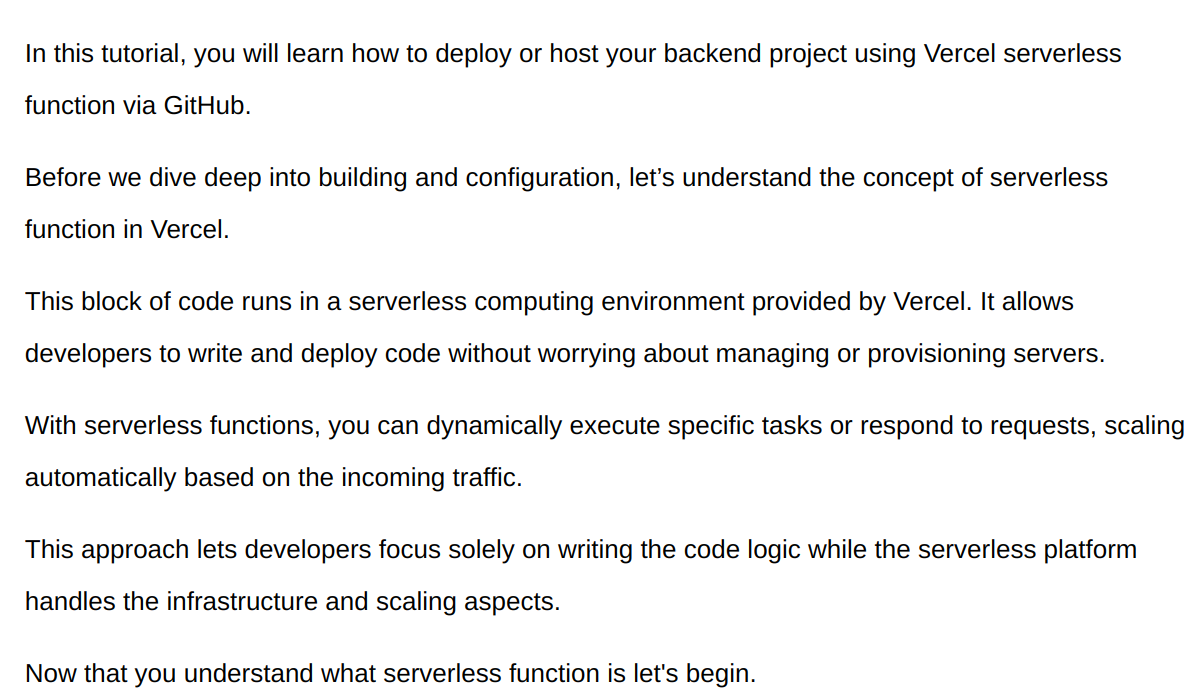 In this tutorial, you will learn how to deploy or host your backend project using Vercel serverless
function via GitHub.
Before we dive deep into building and configuration, let’s understand the concept of serverless
function in Vercel.
This block of code runs in a serverless computing environment provided by Vercel. It allows
developers to write and deploy code without worrying about managing or provisioning servers.
With serverless functions, you can dynamically execute specific tasks or respond to requests, scaling
automatically based on the incoming traffic.
This approach lets developers focus solely on writing the code logic while the serverless platform
handles the infrastructure and scaling aspects.
Now that you understand what serverless function is let's begin.